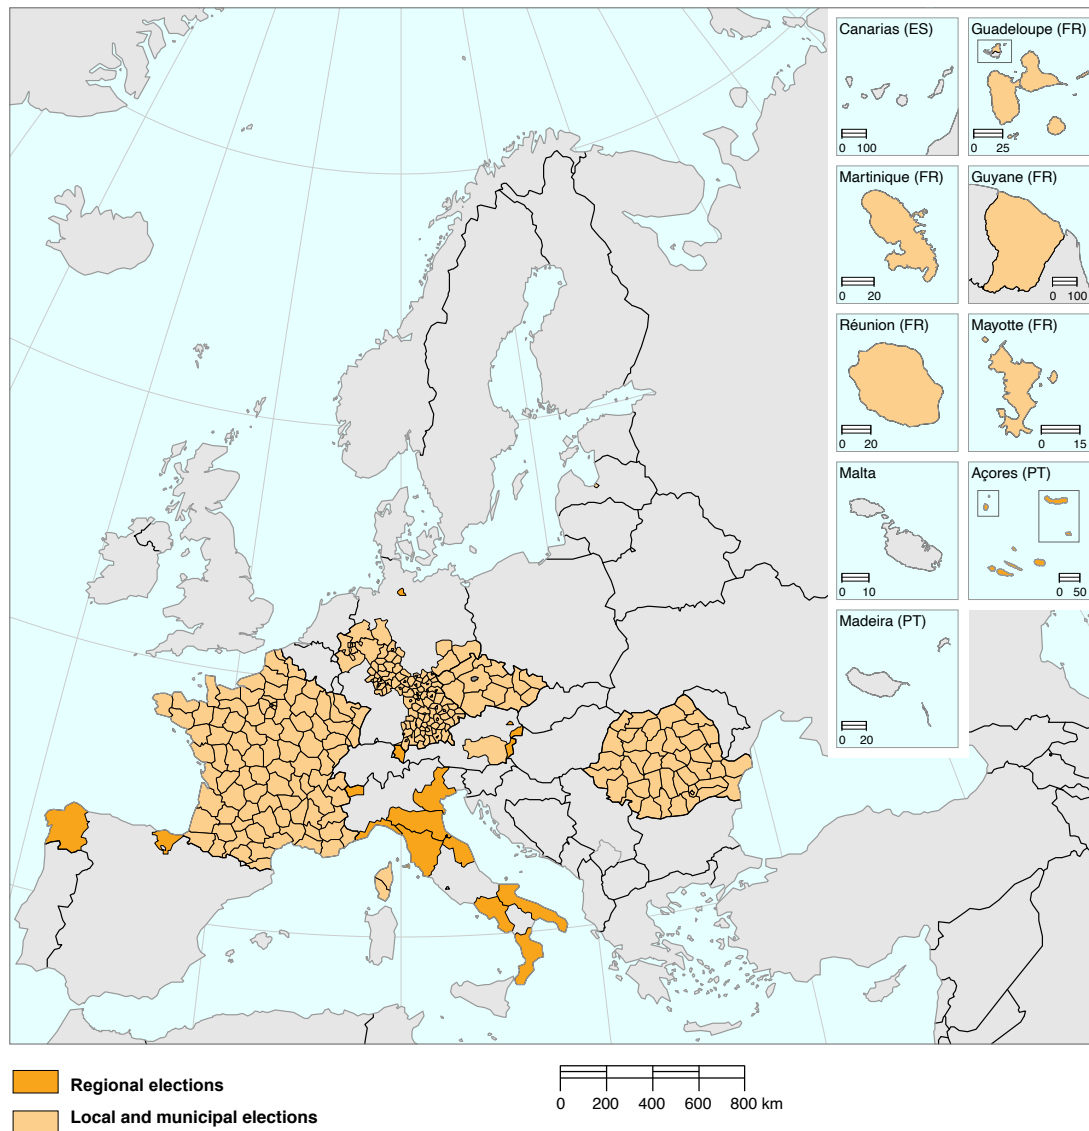 Canarias (ES)
0 100
Guadeloupe (FR)
0 25
Martinique (FR)
0 20
Guyane (FR)
0 100
Réunion (FR)
0 20
Mayotte (FR)
0 15
Malta
0 10
Açores (PT)
0 50
Madeira (PT)
0 20
Regional elections
Local and municipal elections
0 200 400 600 800 km